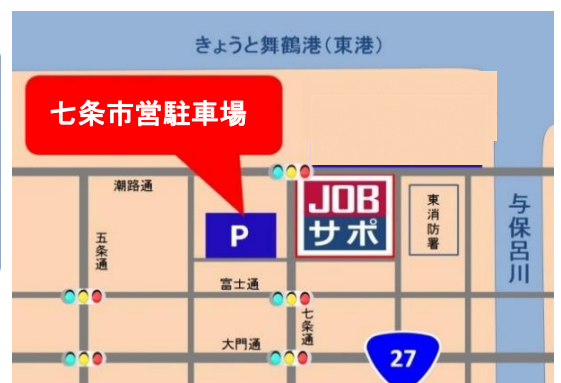 きょうと舞鶴港(東港)
七条市営駐車場
潮路通
JOB
サポ
東消防署
与保呂川
P
五条通
富士通
七条通
大門通
27